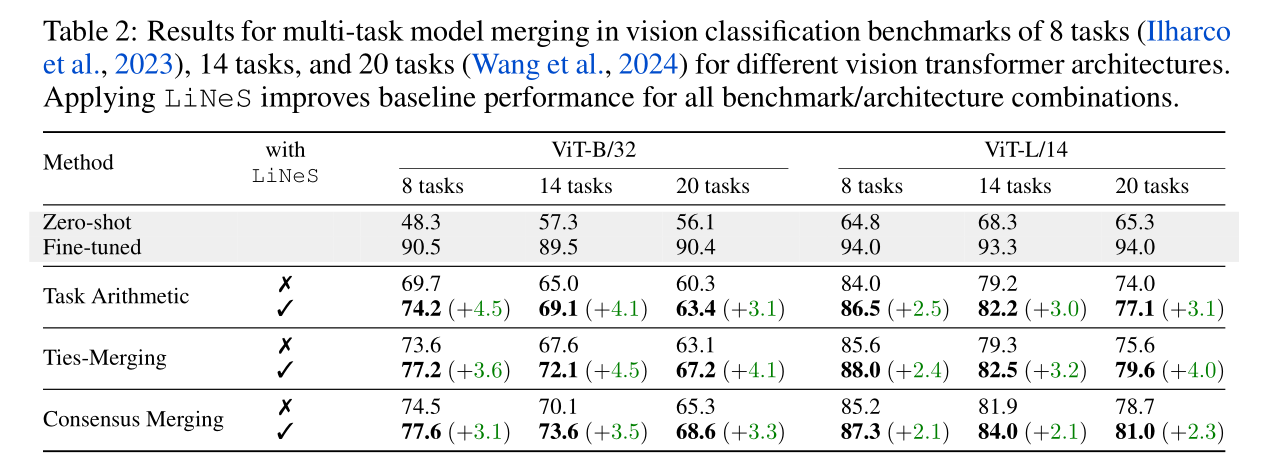 Table 2: Results for multi-task model merging in vision classification benchmarks of 8 tasks (Ilharco
et al., 2023), 14 tasks, and 20 tasks (Wang et al., 2024) for different vision transformer architectures.
Applying LiNeS improves baseline performance for all benchmark/architecture combinations.
Method with LiNeS ViT-B/32 ViT-L/14
8 tasks 14 tasks 20 tasks 8 tasks 14 tasks 20 tasks
Zero-shot 48.3 57.3 56.1 64.8 68.3 65.3
Fine-tuned 90.5 89.5 90.4 94.0 93.3 94.0
Task Arithmetic ✗ 69.7 65.0 60.3 84.0 79.2 74.0
✓ 74.2 (+4.5) 69.1 (+4.1) 63.4 (+3.1) 86.5 (+2.5) 82.2 (+3.0) 77.1 (+3.1)
Ties-Merging ✗ 73.6 67.6 63.1 85.6 79.3 75.6
✓ 77.2 (+3.6) 72.1 (+4.5) 67.2 (+4.1) 88.0 (+2.4) 82.5 (+3.2) 79.6 (+4.0)
Consensus Merging ✗ 74.5 70.1 65.3 85.2 81.9 78.7
✓ 77.6 (+3.1) 73.6 (+3.5) 68.6 (+3.3) 87.3 (+2.1) 84.0 (+2.1) 81.0 (+2.3)